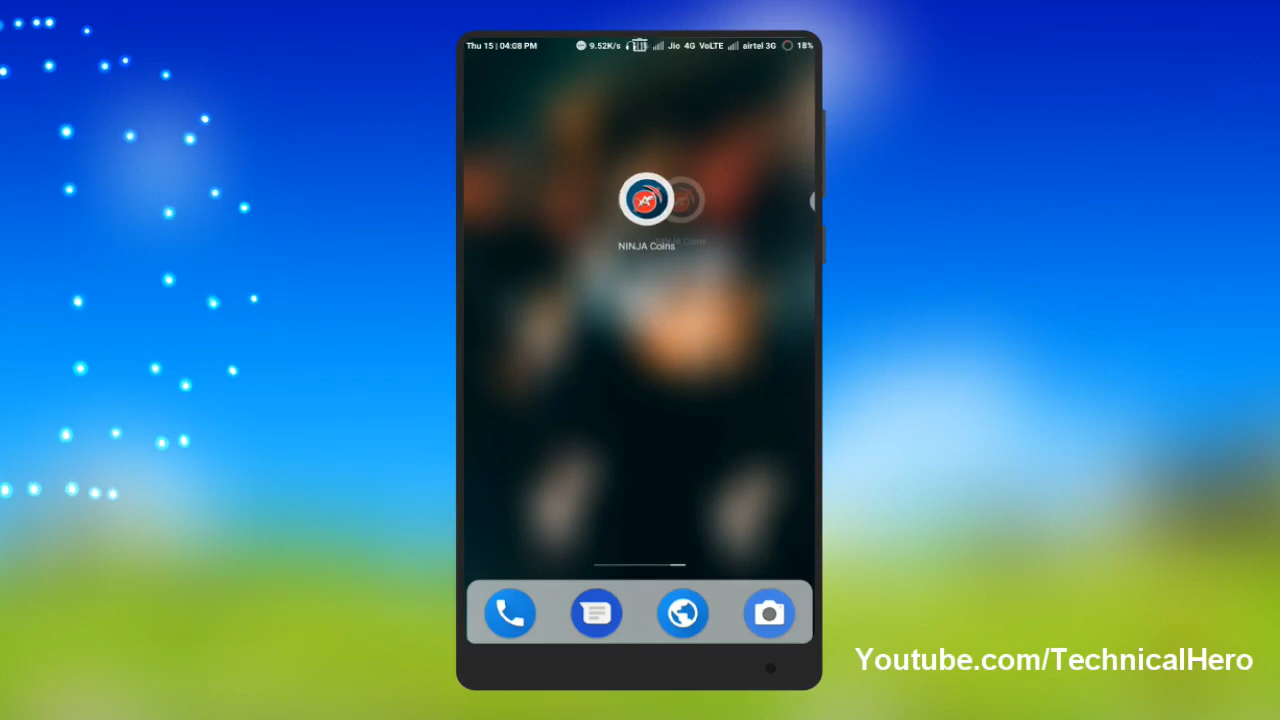 Thu 15 | 04:08 PM 9.52K/s Jio 4G VoLTE airtel 3G 18%
NINJA Coins
Youtube.com/TechnicalHero